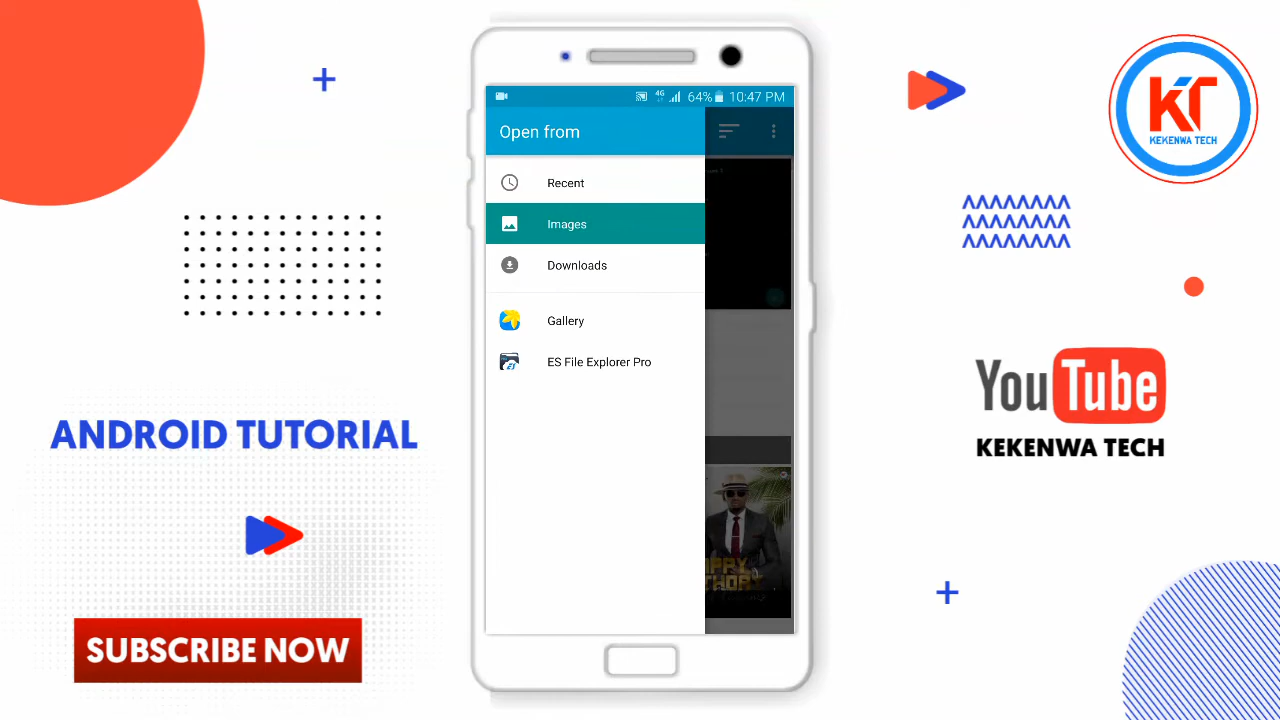 4G 64% 10:47 PM
Open from
Recent
Images
Downloads
Gallery
ES File Explorer Pro
KT
KEKENWA TECH
ANDROID TUTORIAL
SUBSCRIBE NOW
YouTube
KEKENWA TECH